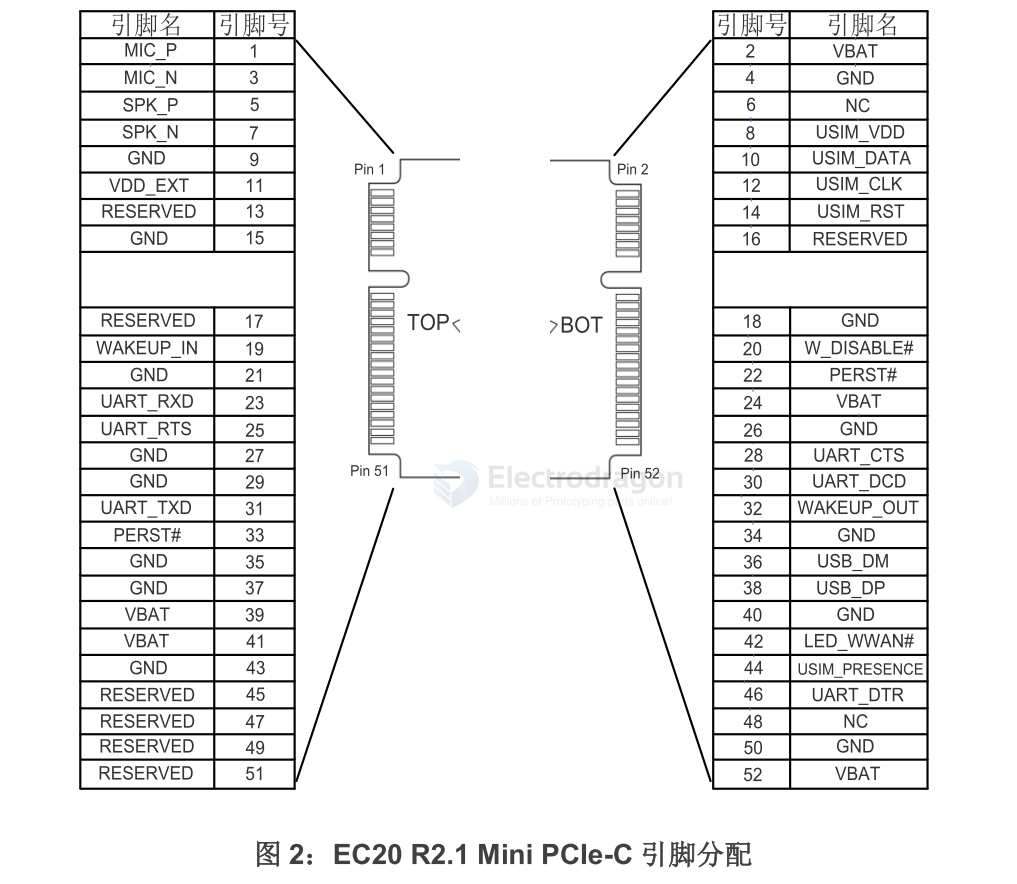 引脚名 引脚号
MIC_P 1
MIC_N 3
SPK_P 5
SPK_N 7
GND 9
VDD_EXT 11
RESERVED 13
GND 15
RESERVED 17
WAKEUP_IN 19
GND 21
UART_RXD 23
UART_RTS 25
GND 27
GND 29
UART_TXD 31
PERST# 33
GND 35
GND 37
VBAT 39
VBAT 41
GND 43
RESERVED 45
RESERVED 47
RESERVED 49
RESERVED 51
Pin 1
TOP<
Pin 51
Pin 2
>BOT
Pin 52
Electrodragon
Millions of Prototyping parts online!
引脚号 引脚名
2 VBAT
4 GND
6 NC
8 USIM_VDD
10 USIM_DATA
12 USIM_CLK
14 USIM_RST
16 RESERVED
18 GND
20 W_DISABLE#
22 PERST#
24 VBAT
26 GND
28 UART_CTS
30 UART_DCD
32 WAKEUP_OUT
34 GND
36 USB_DM
38 USB_DP
40 GND
42 LED_WWAN#
44 USIM_PRESENCE
46 UART_DTR
48 NC
50 GND
52 VBAT
图 2：EC20 R2.1 Mini PCIe-C 引脚分配